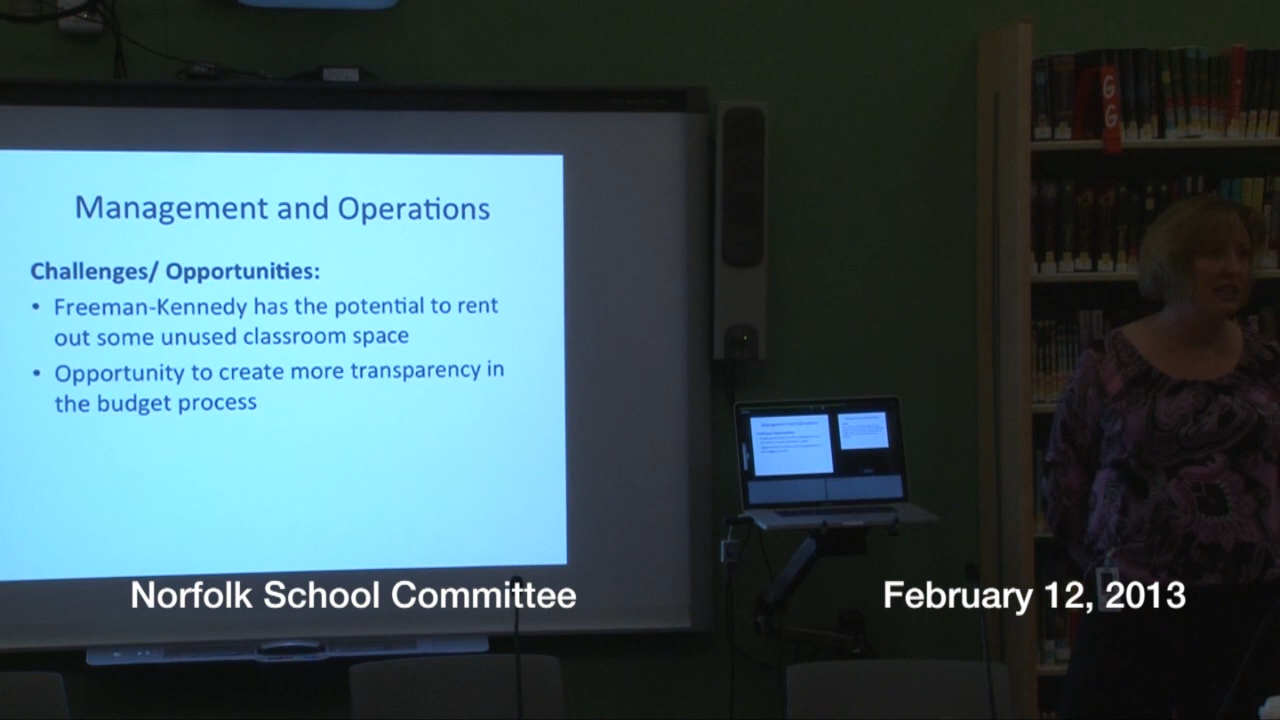 Management and Operations
Challenges/ Opportunities:
• Freeman-Kennedy has the potential to rent
out some unused classroom space
• Opportunity to create more transparency in
the budget process
G
G
Norfolk School Committee
February 12, 2013